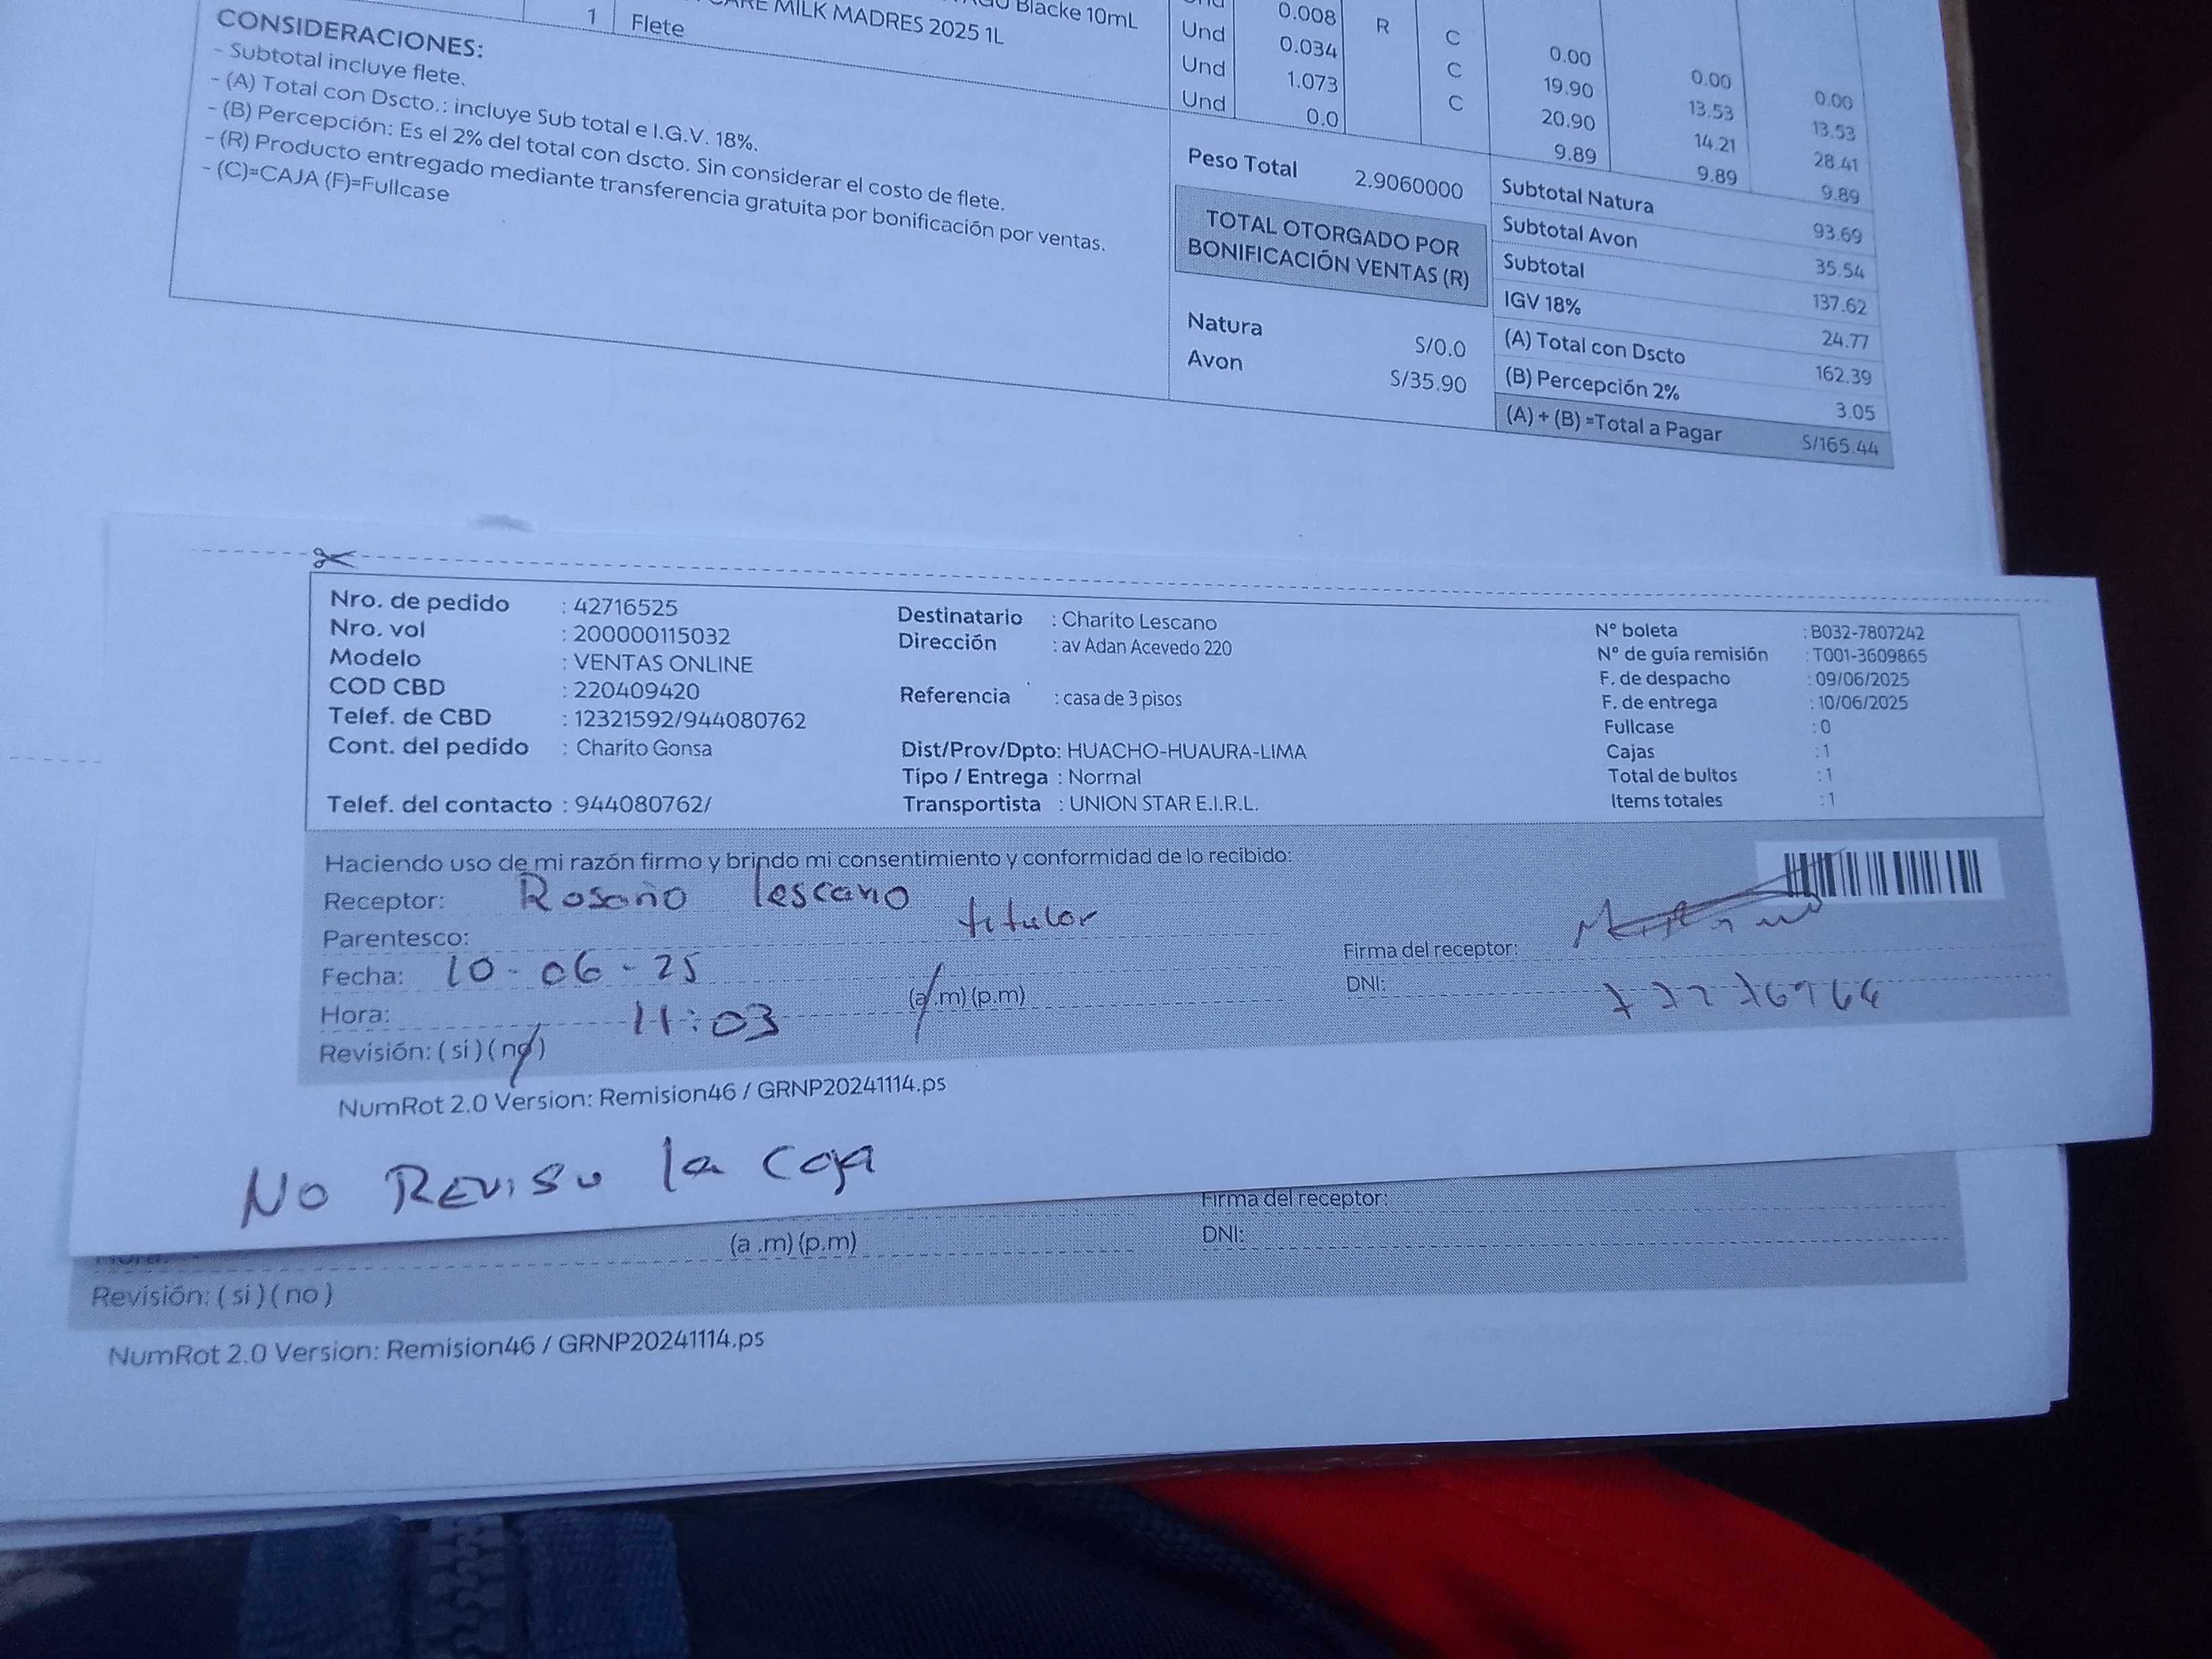 Blacke 10mL
MILK MADRES 2025 1L
1 Flete
Und 0.008 R C 0.00 0.00 0.00
Und 0.034 C 19.90 13.53 13.53
Und 1.073 C 20.90 14.21 28.41
Und 0.0 9.89 9.89 9.89
CONSIDERACIONES:
- Subtotal incluye flete.
- (A) Total con Dscto.: incluye Sub total e I.G.V. 18%.
- (B) Percepción: Es el 2% del total con dscto. Sin considerar el costo de flete.
- (R) Producto entregado mediante transferencia gratuita por bonificación por ventas.
- (C)=CAJA (F)=Fullcase
Peso Total 2.9060000
TOTAL OTORGADO POR
BONIFICACIÓN VENTAS (R)
Natura S/0.0
Avon S/35.90
Subtotal Natura 93.69
Subtotal Avon 35.54
Subtotal 137.62
IGV 18% 24.77
(A) Total con Dscto 162.39
(B) Percepción 2% 3.05
(A) + (B) =Total a Pagar S/165.44
Nro. de pedido : 42716525
Nro. vol : 200000115032
Modelo : VENTAS ONLINE
COD CBD : 220409420
Telef. de CBD : 12321592/944080762
Cont. del pedido : Charito Gonsa
Telef. del contacto : 944080762/
Destinatario : Charito Lescano
Dirección : av Adan Acevedo 220
Referencia : casa de 3 pisos
Dist/Prov/Dpto: HUACHO-HUAURA-LIMA
Tipo / Entrega : Normal
Transportista : UNION STAR E.I.R.L.
N° boleta : B032-7807242
N° de guía remisión : T001-3609865
F. de despacho : 09/06/2025
F. de entrega : 10/06/2025
Fullcase : 0
Cajas : 1
Total de bultos : 1
Items totales : 1
Haciendo uso de mi razón firmo y brindo mi consentimiento y conformidad de lo recibido:
Receptor: Rosario lescano
Parentesco: titular
Fecha: 10-06-25
Hora: 11:03 (a.m) (p.m)
Revisión: ( si ) ( no )
Firma del receptor:
DNI:
NumRot 2.0 Version: Remision46 / GRNP20241114.ps
NO REViSo la caja
Firma del receptor:
(a .m) (p.m)
DNI:
Revisión: ( si ) ( no )
NumRot 2.0 Version: Remision46 / GRNP20241114.ps